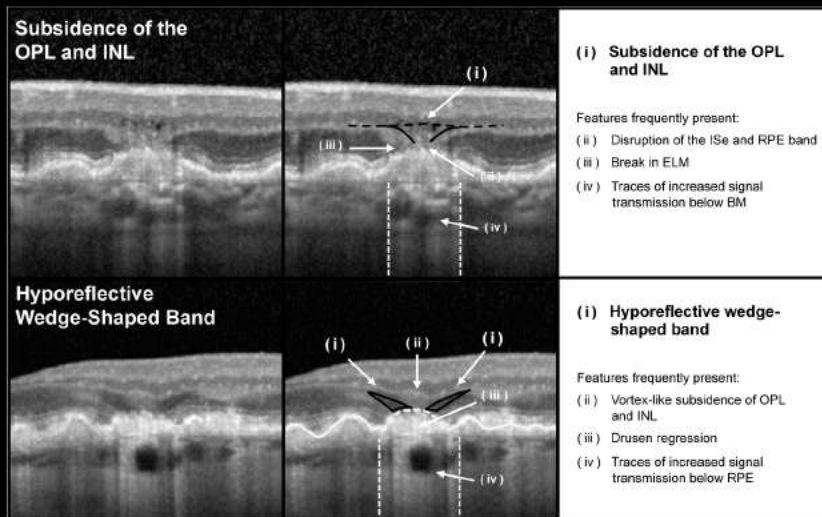 Subsidence of the
OPL and INL
(i)
(iii)
(ii)
(iv)
(i) Subsidence of the OPL
and INL
Features frequently present:
(ii) Disruption of the ISe and RPE band
(iii) Break in ELM
(iv) Traces of increased signal
transmission below BM
Hyporeflective
Wedge-Shaped Band
(i)
(ii)
(i)
(iii)
(iv)
(i) Hyporeflective wedge-
shaped band
Features frequently present:
(ii) Vortex-like subsidence of OPL
and INL
(iii) Drusen regression
(iv) Traces of increased signal
transmission below RPE